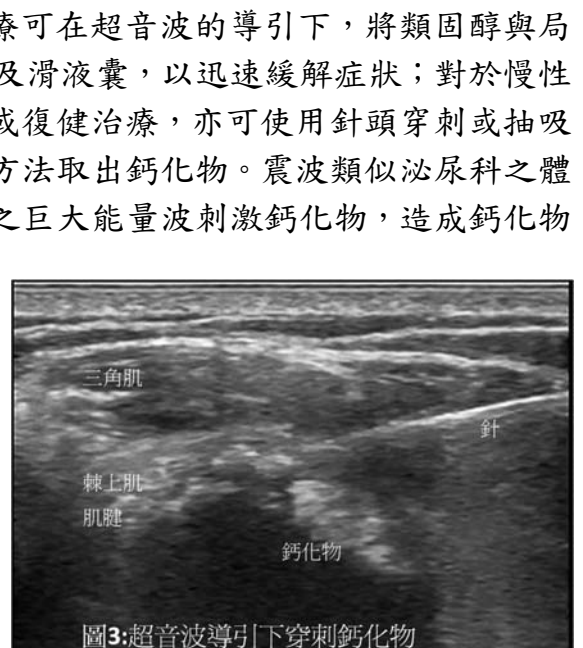 療可在超音波的導引下，將類固醇與局
及滑液囊，以迅速緩解症狀；對於慢性
或復健治療，亦可使用針頭穿刺或抽吸
方法取出鈣化物。震波類似泌尿科之體
之巨大能量波刺激鈣化物，造成鈣化物
三角肌
針
棘上肌
肌腱
鈣化物
圖3:超音波導引下穿刺鈣化物